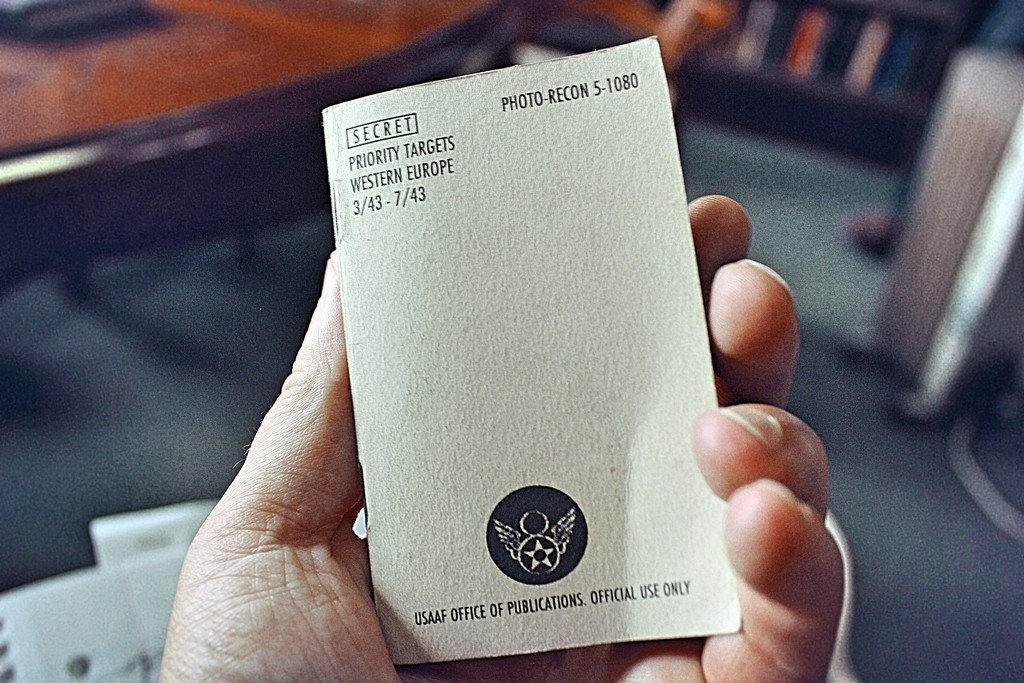 PHOTO-RECON 5-1080
SECRET
PRIORITY TARGETS
WESTERN EUROPE
3/43 - 7/43
USAAF OFFICE OF PUBLICATIONS. OFFICIAL USE ONLY